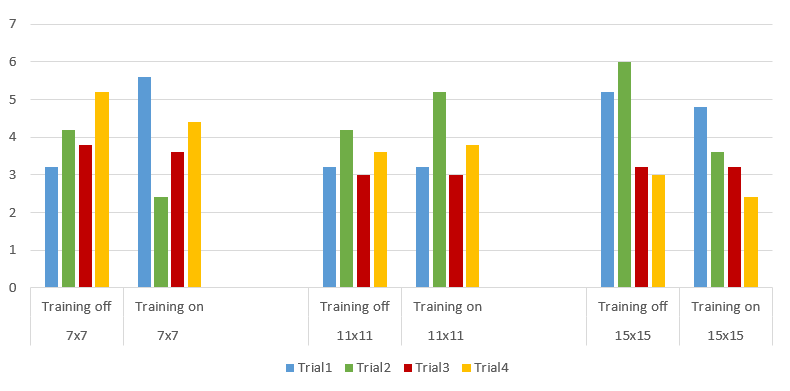 7
6
5
4
3
2
1
0
Training off Training on Training off Training on Training off Training on
7x7 7x7 11x11 11x11 15x15 15x15
Trial1 Trial2 Trial3 Trial4